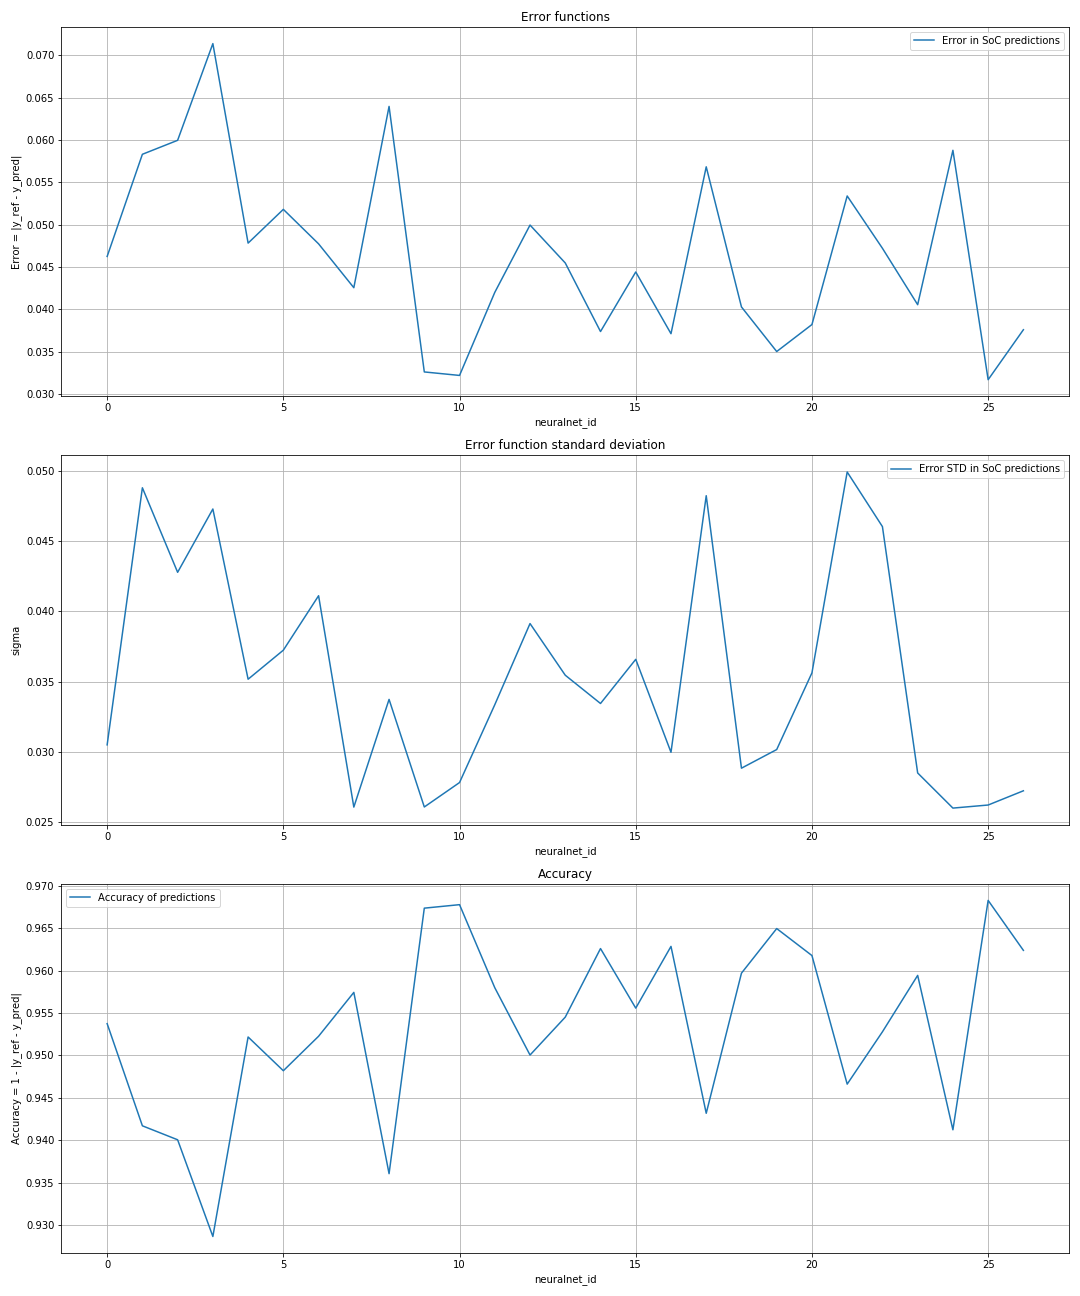 Error functions
Error in SoC predictions
Error = |y_ref - y_pred|
0.070
0.065
0.060
0.055
0.050
0.045
0.040
0.035
0.030
0 5 10 15 20 25
neuralnet_id
Error function standard deviation
Error STD in SoC predictions
sigma
0.050
0.045
0.040
0.035
0.030
0.025
0 5 10 15 20 25
neuralnet_id
Accuracy
Accuracy of predictions
Accuracy = 1 - |y_ref - y_pred|
0.970
0.965
0.960
0.955
0.950
0.945
0.940
0.935
0.930
0 5 10 15 20 25
neuralnet_id